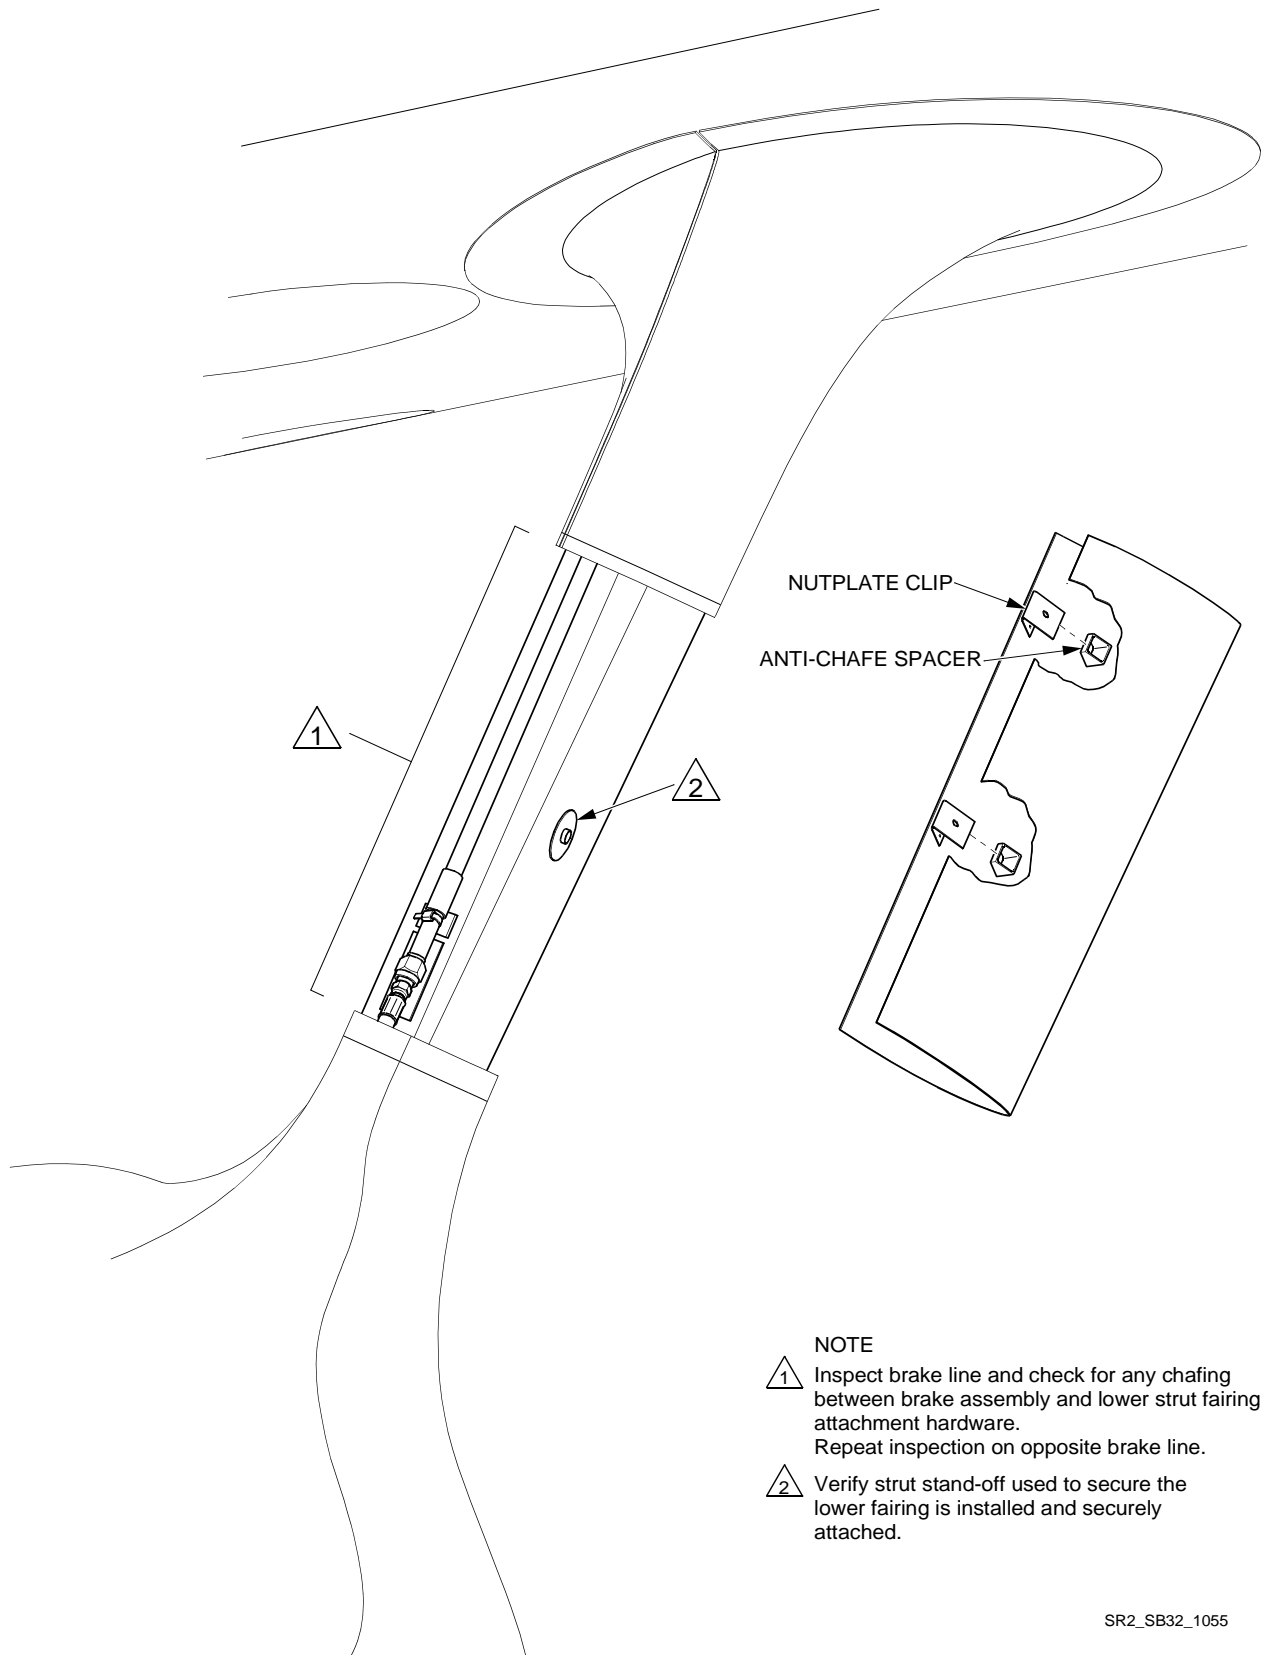 NUTPLATE CLIP
ANTI-CHAFE SPACER
1
2
NOTE
1 Inspect brake line and check for any chafing
between brake assembly and lower strut fairing
attachment hardware.
Repeat inspection on opposite brake line.
2 Verify strut stand-off used to secure the
lower fairing is installed and securely
attached.
SR2_SB32_1055